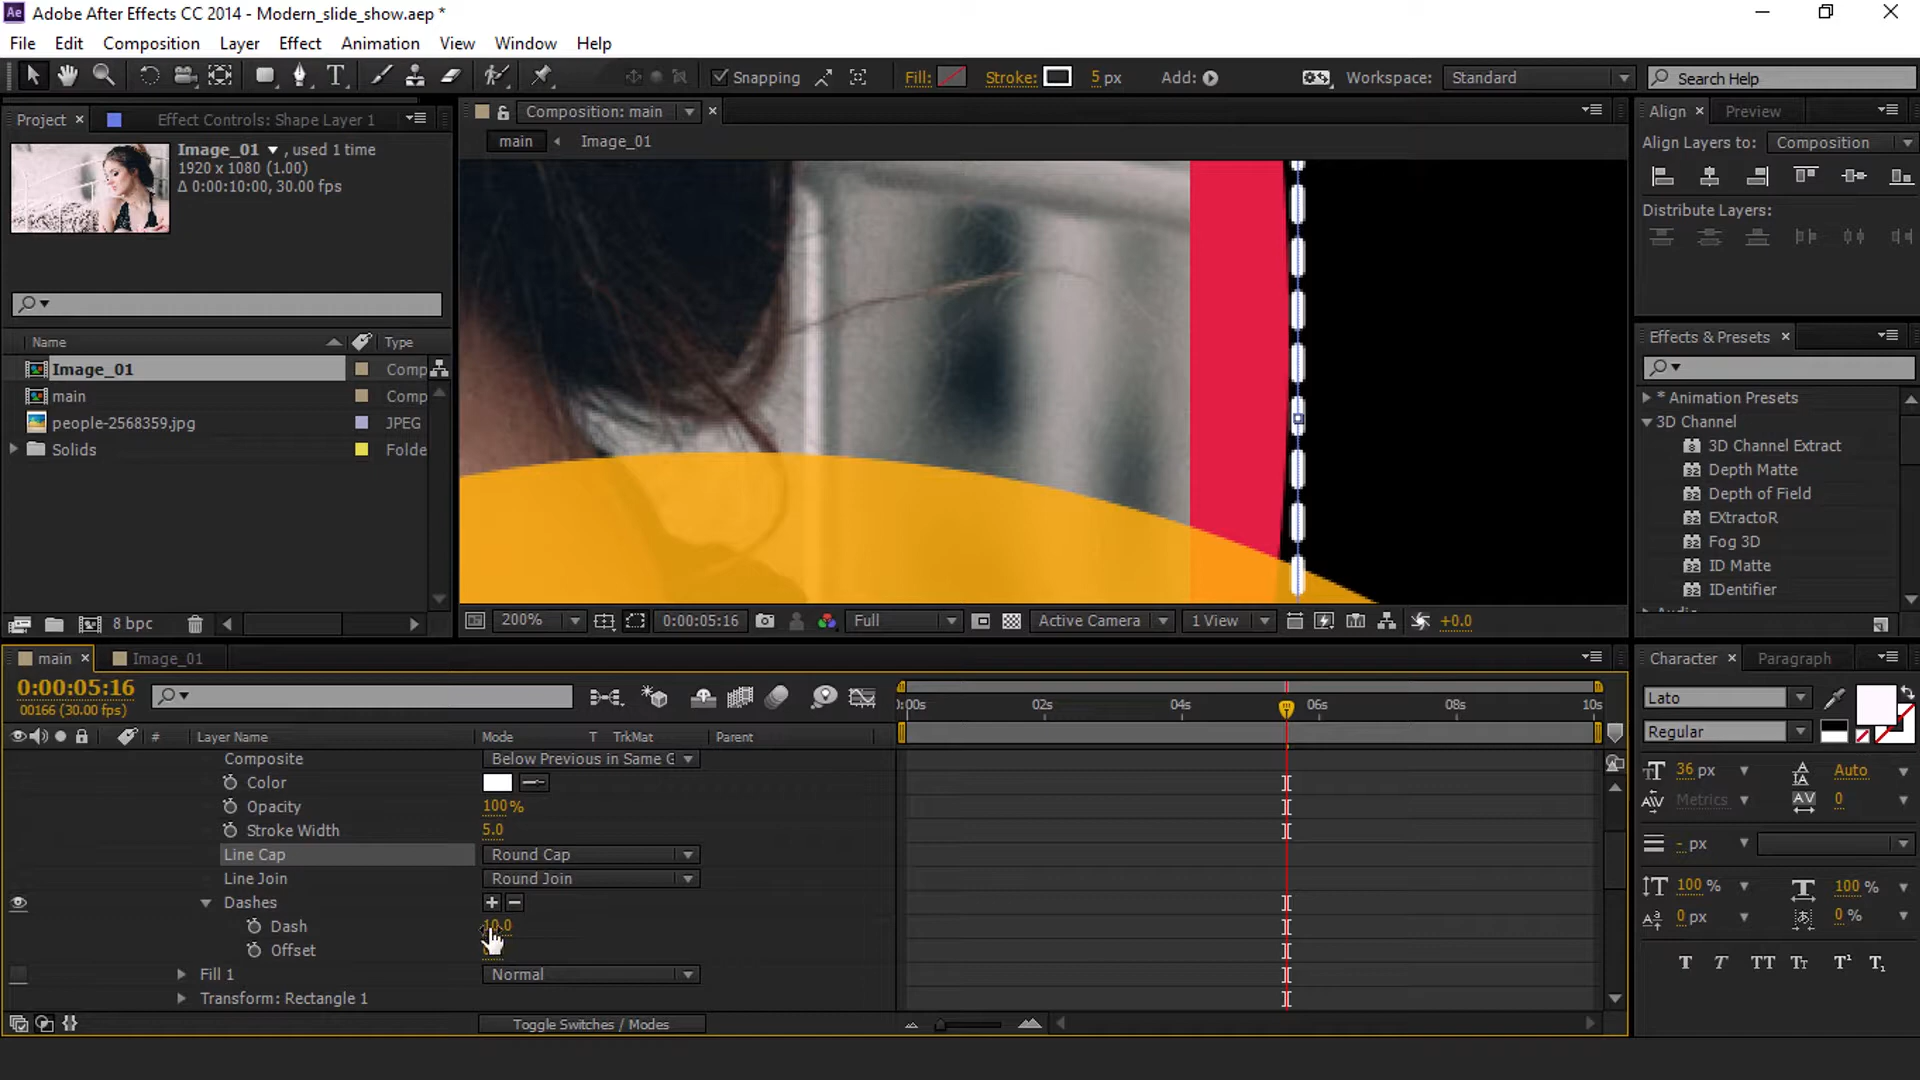 Ae Adobe After Effects CC 2014 - Modern_slide_show.aep *
File Edit Composition Layer Effect Animation View Window Help
Snapping Fill: Stroke: 5 px Add: Workspace: Standard Search Help
Project × Effect Controls: Shape Layer 1
Composition: main ×
Align × Preview
main Image_01
Align Layers to: Composition
Image_01 ▼ , used 1 time
1920 x 1080 (1.00)
Δ 0:00:10:00, 30.00 fps
Distribute Layers:
Name Type
Image_01 Comp
main Comp
people-2568359.jpg JPEG
Solids Folde
Effects & Presets ×
* Animation Presets
3D Channel
3D Channel Extract
Depth Matte
Depth of Field
EXtractoR
Fog 3D
ID Matte
IDentifier
8 bpc
200% 0:00:05:16 Full Active Camera 1 View +0.0
main × Image_01
Character × Paragraph
0:00:05:16
00166 (30.00 fps)
:00s 02s 04s 06s 08s 10s
# Layer Name Mode T TrkMat Parent
Composite Below Previous in Same G
Color
Opacity 100%
Stroke Width 5.0
Line Cap Round Cap
Line Join Round Join
Dashes + −
Dash 10.0
Offset
Fill 1 Normal
Transform: Rectangle 1
Toggle Switches / Modes
Lato
Regular
36 px Auto
Metrics 0
- px
100 % 100 %
0 px 0 %
T T TT Tt T¹ T₁